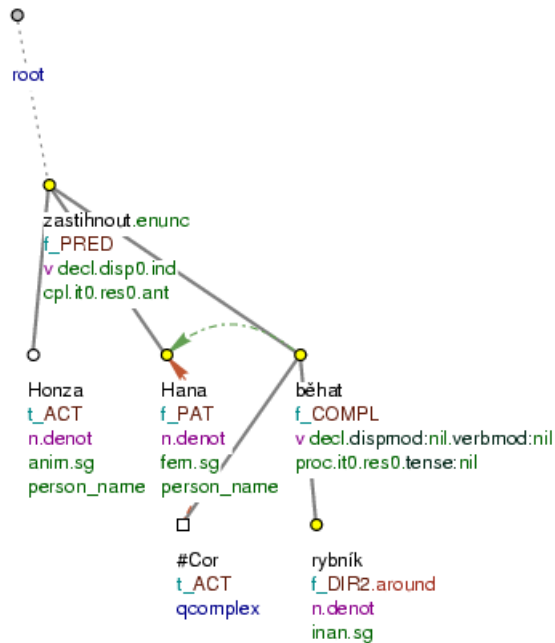 root
zastihnout.enunc
f_PRED
v decl.disp0.ind
cpl.it0.res0.ant
Honza
t_ACT
n.denot
anim.sg
person_name
Hana
f_PAT
n.denot
fem.sg
person_name
běhat
f_COMPL
v decl.dispmod:nil.verbmod:nil
proc.it0.res0.tense:nil
#Cor
t_ACT
qcomplex
rybník
f_DIR2.around
n.denot
inan.sg